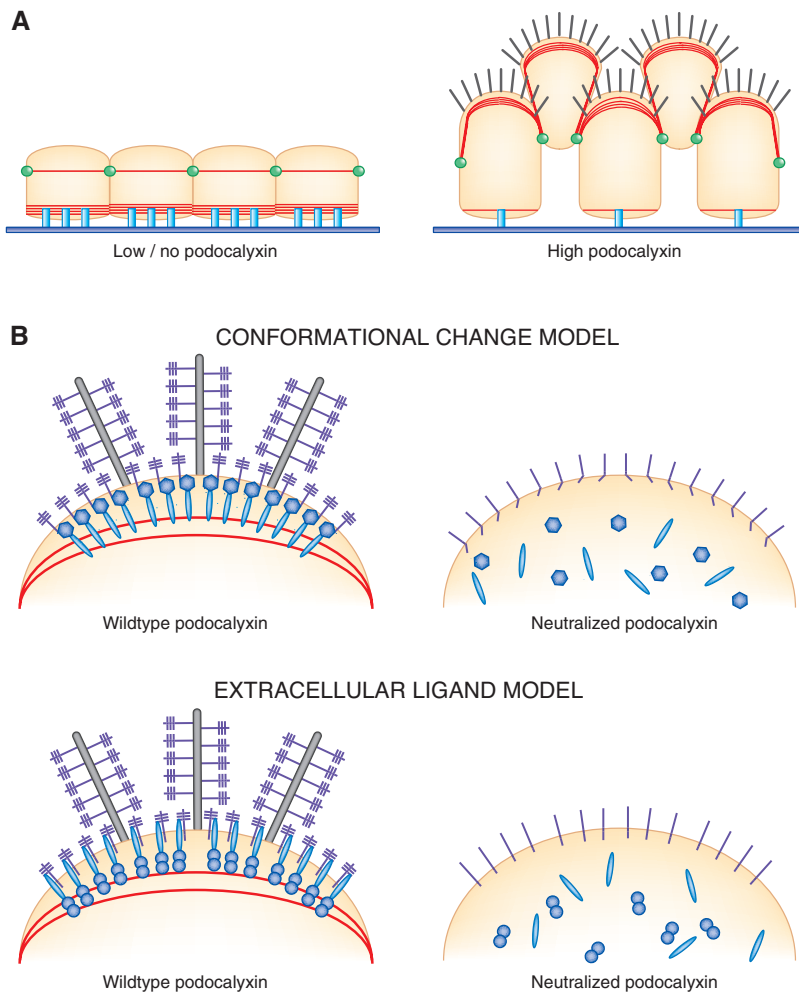 A
Low / no podocalyxin
High podocalyxin
B
CONFORMATIONAL CHANGE MODEL
Wildtype podocalyxin
Neutralized podocalyxin
EXTRACELLULAR LIGAND MODEL
Wildtype podocalyxin
Neutralized podocalyxin